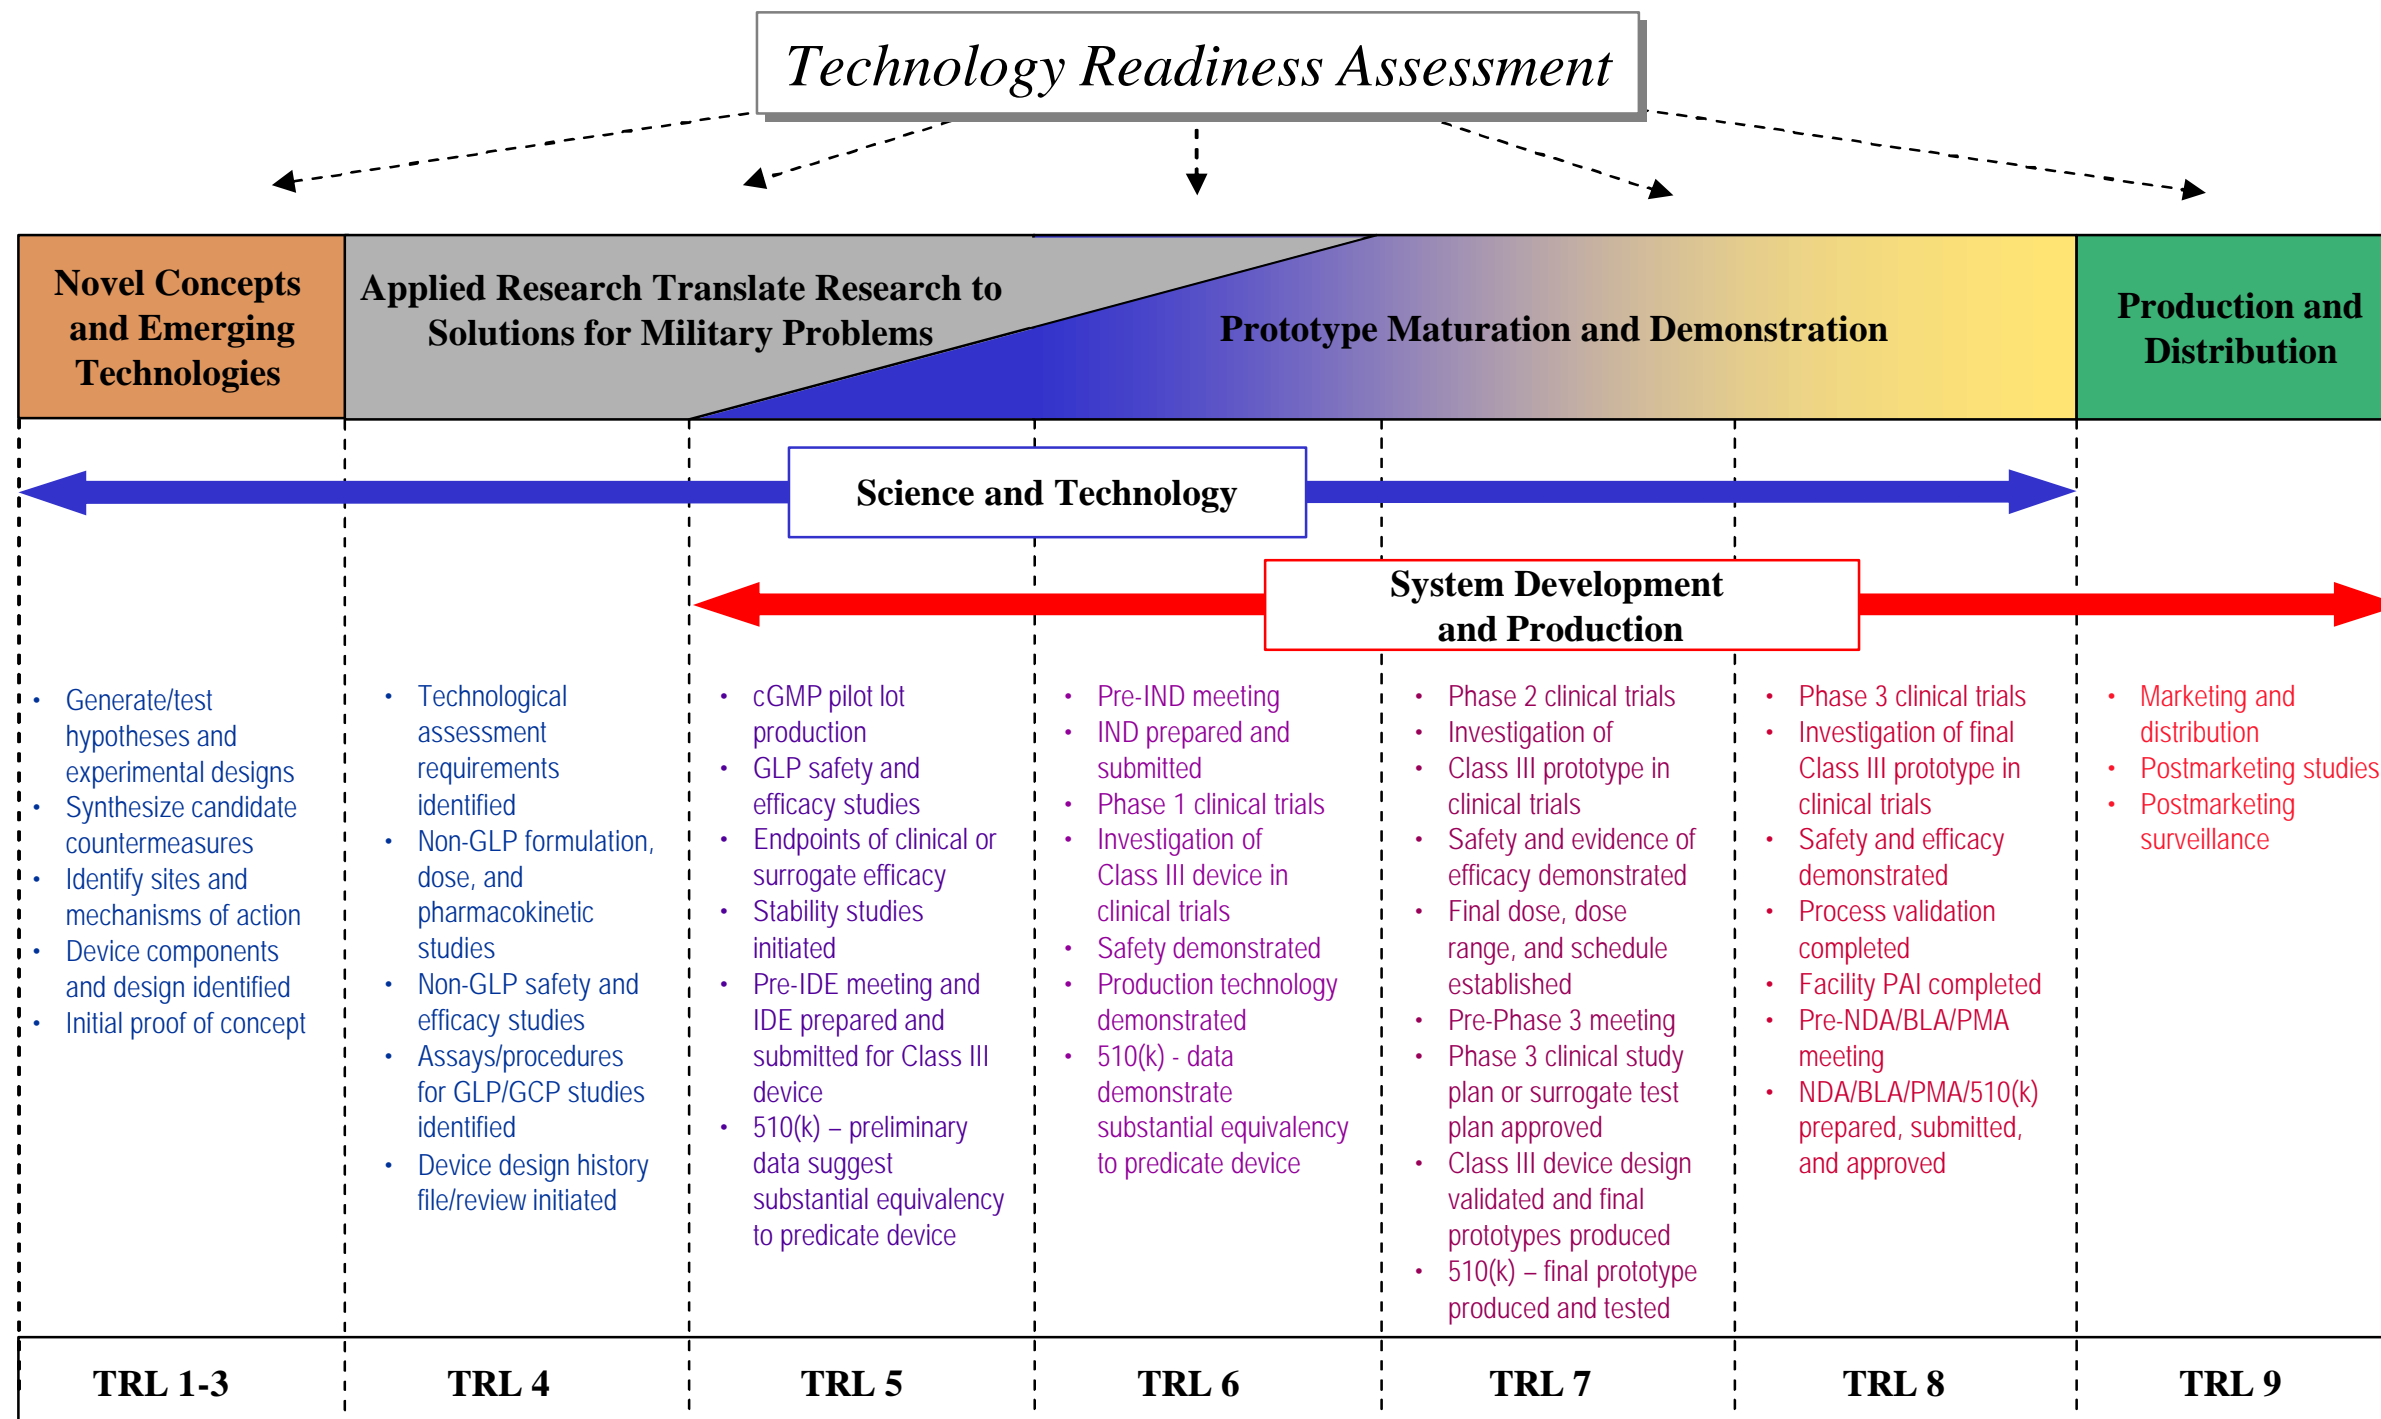 Technology Readiness Assessment
Novel Concepts
and Emerging
Technologies
Applied Research Translate Research to
Solutions for Military Problems
Prototype Maturation and Demonstration
Production and
Distribution
Science and Technology
System Development
and Production
• Generate/test
hypotheses and
experimental designs
• Synthesize candidate
countermeasures
• Identify sites and
mechanisms of action
• Device components
and design identified
• Initial proof of concept
• Technological
assessment
requirements
identified
• Non-GLP formulation,
dose, and
pharmacokinetic
studies
• Non-GLP safety and
efficacy studies
• Assays/procedures
for GLP/GCP studies
identified
• Device design history
file/review initiated
• cGMP pilot lot
production
• GLP safety and
efficacy studies
• Endpoints of clinical or
surrogate efficacy
• Stability studies
initiated
• Pre-IDE meeting and
IDE prepared and
submitted for Class III
device
• 510(k) – preliminary
data suggest
substantial equivalency
to predicate device
• Pre-IND meeting
• IND prepared and
submitted
• Phase 1 clinical trials
• Investigation of
Class III device in
clinical trials
• Safety demonstrated
• Production technology
demonstrated
• 510(k) - data
demonstrate
substantial equivalency
to predicate device
• Phase 2 clinical trials
• Investigation of
• Class III prototype in
clinical trials
• Safety and evidence of
efficacy demonstrated
• Final dose, dose
range, and schedule
established
• Pre-Phase 3 meeting
• Phase 3 clinical study
plan or surrogate test
plan approved
• Class III device design
validated and final
prototypes produced
• 510(k) – final prototype
produced and tested
• Phase 3 clinical trials
• Investigation of final
Class III prototype in
clinical trials
• Safety and efficacy
demonstrated
• Process validation
completed
• Facility PAI completed
• Pre-NDA/BLA/PMA
meeting
• NDA/BLA/PMA/510(k)
prepared, submitted,
and approved
• Marketing and
distribution
• Postmarketing studies
• Postmarketing
surveillance
TRL 1-3
TRL 4
TRL 5
TRL 6
TRL 7
TRL 8
TRL 9